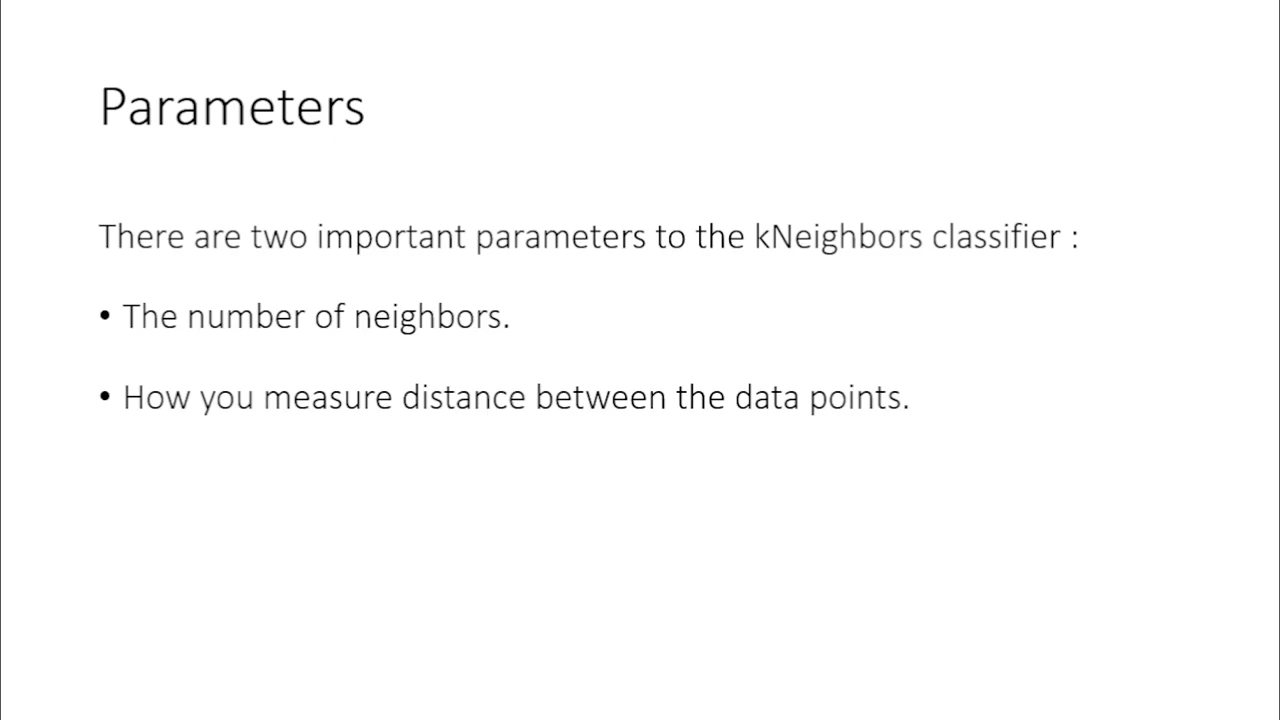 Parameters
There are two important parameters to the kNeighbors classifier :
• The number of neighbors.
• How you measure distance between the data points.